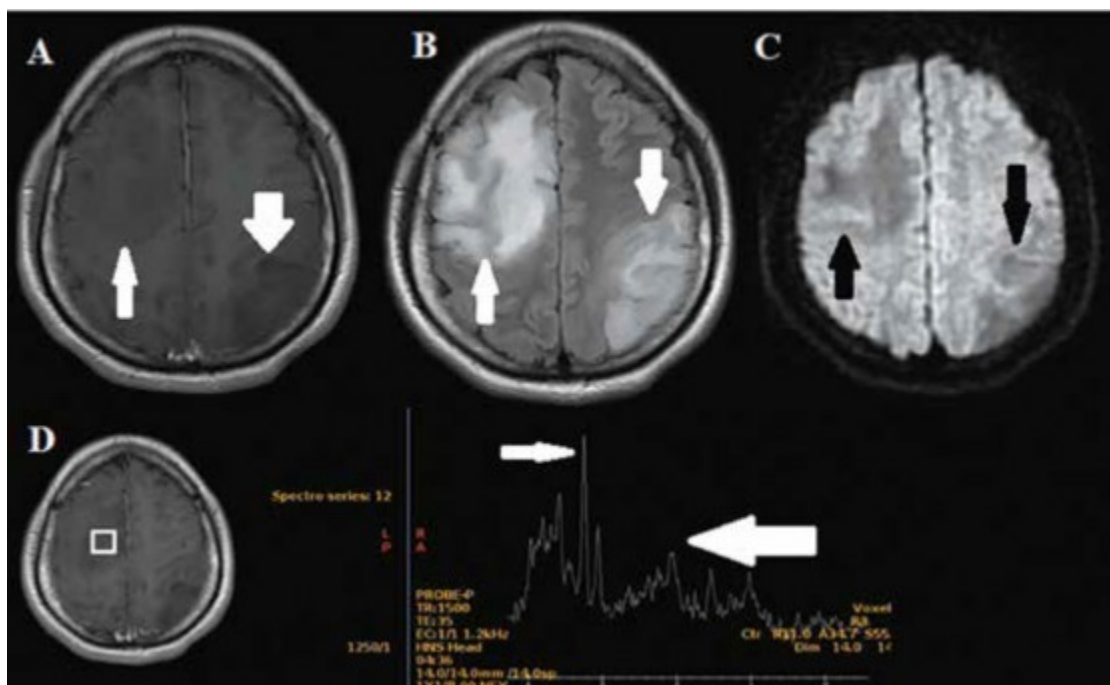 A
B
C
D
Spectro series: 12
L
P
R
A
1250/1
PROBE-P
TR:1500
TE:35
EC:1/1 1.2kHz
HNS Head
04:36
14.0/14.0mm /14.0sp
Voxel
Ctr
Dim 14.0